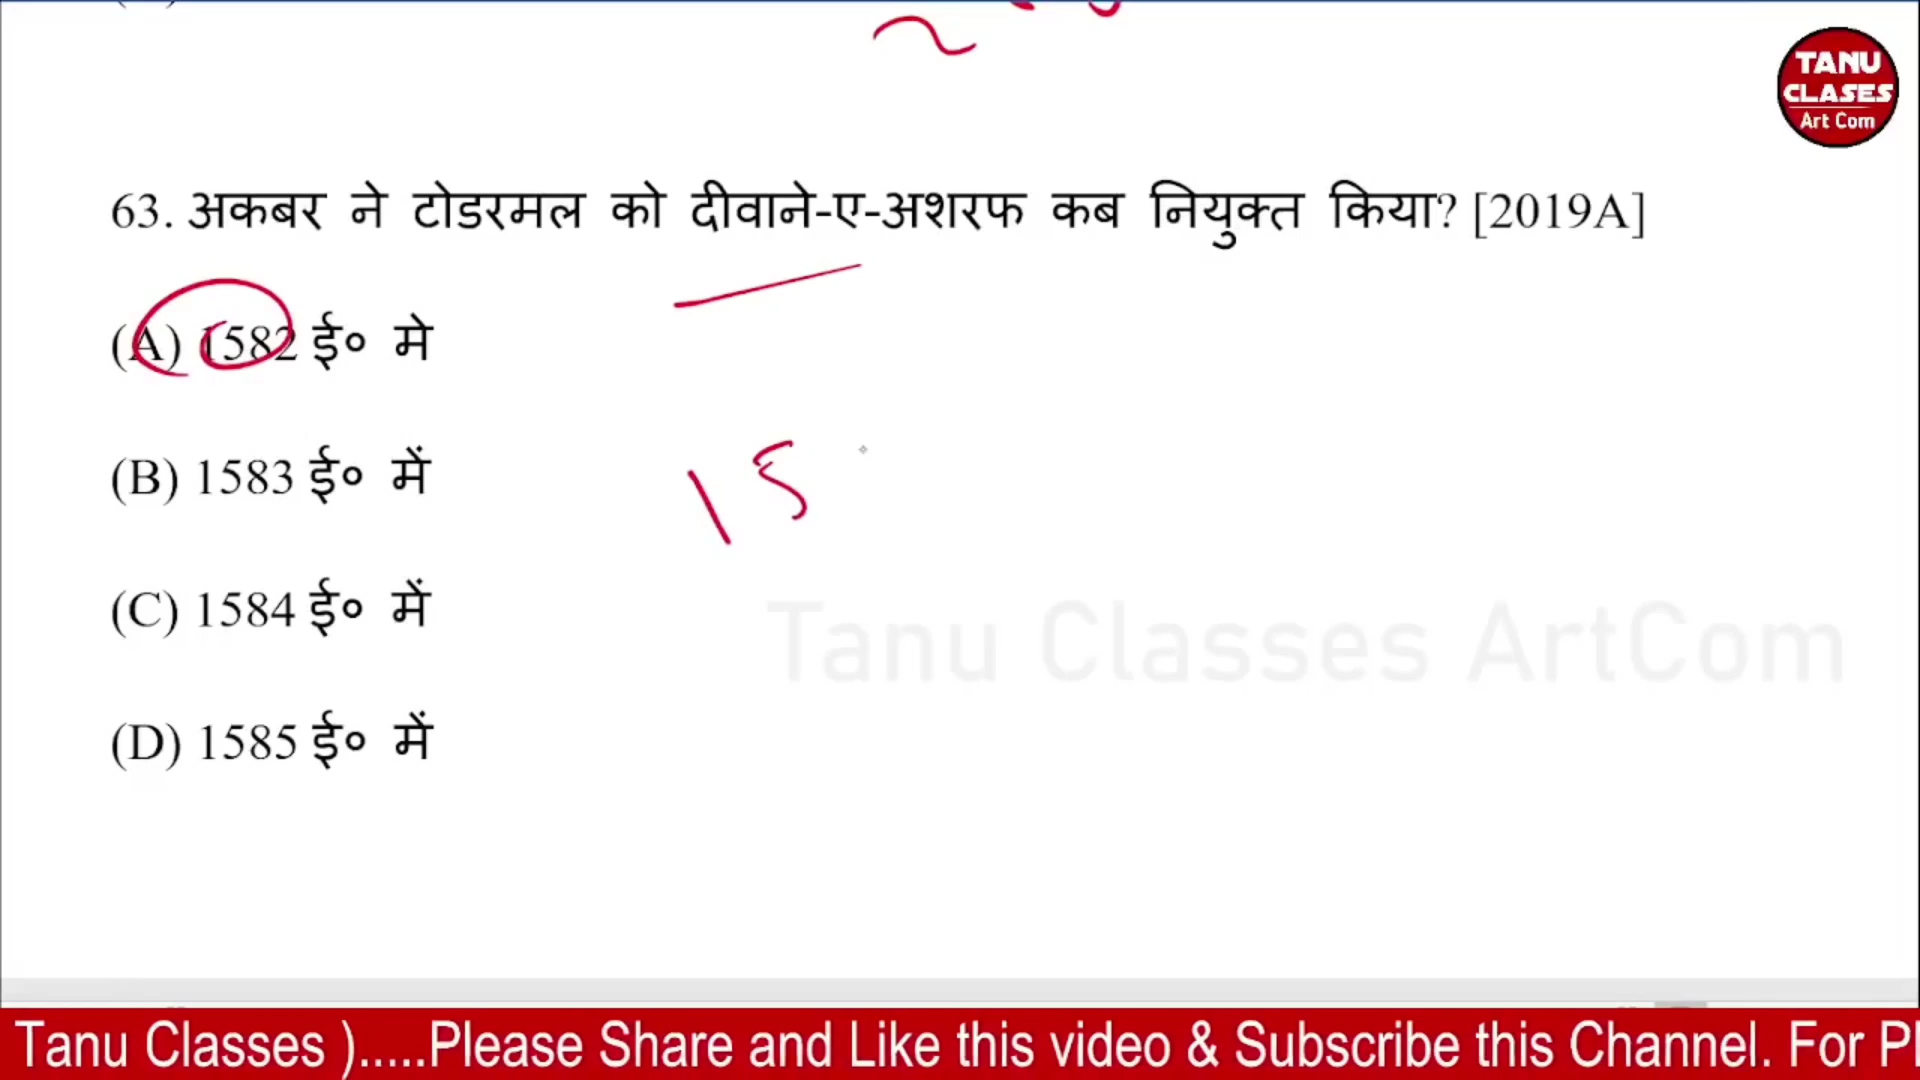 TANU
CLASES
Art Com
63. अकबर ने टोडरमल को दीवाने-ए-अशरफ कब नियुक्त किया? [2019A]
(A) 1582 ई० मे
(B) 1583 ई० में
15
(C) 1584 ई० में
Tanu Classes ArtCom
(D) 1585 ई० में
Tanu Classes ).....Please Share and Like this video & Subscribe this Channel. For